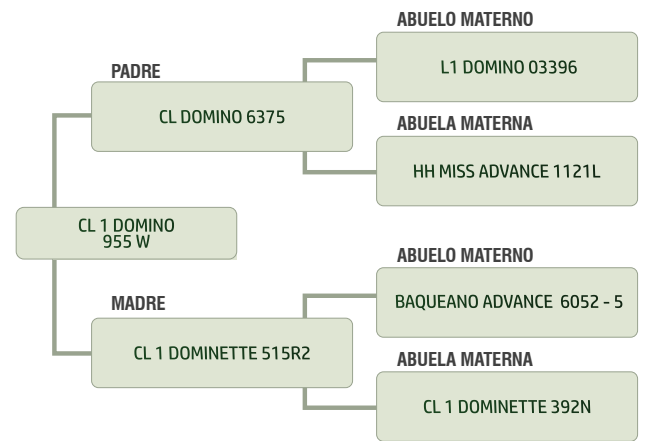 ABUELO MATERNO
L1 DOMINO 03396
PADRE
CL DOMINO 6375
ABUELA MATERNA
HH MISS ADVANCE 1121L
CL 1 DOMINO
955 W
ABUELO MATERNO
BAQUEANO ADVANCE 6052 - 5
MADRE
CL 1 DOMINETTE 515R2
ABUELA MATERNA
CL 1 DOMINETTE 392N